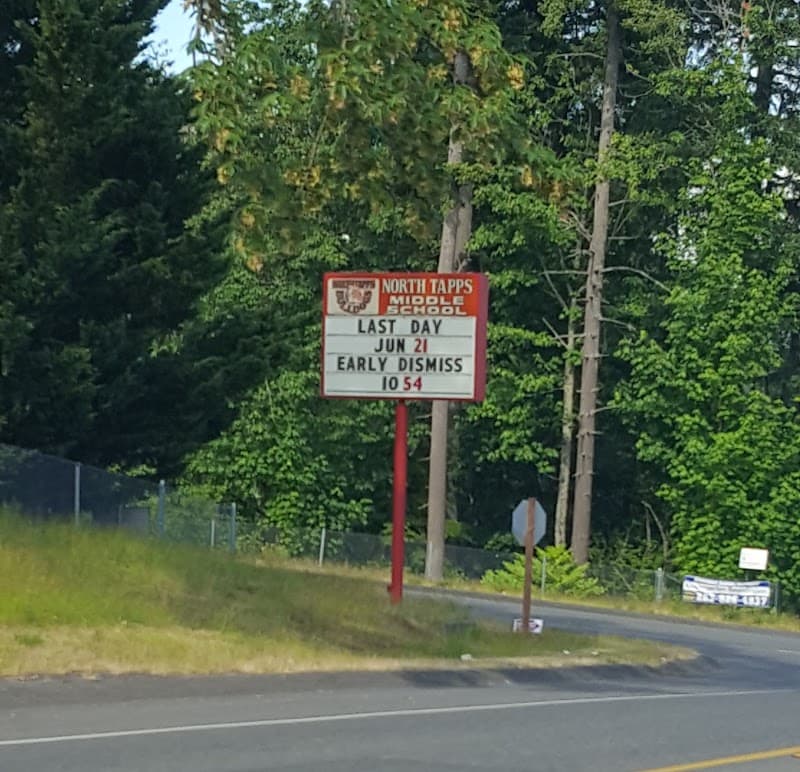 NORTH TAPPS
MIDDLE
SCHOOL
LAST DAY
JUN 21
EARLY DISMISS
10 54